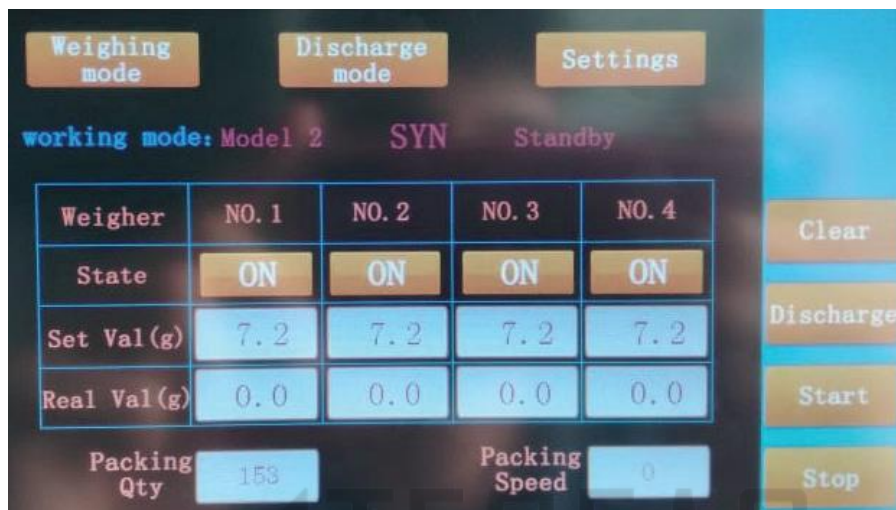 Weighing mode
Discharge mode
Settings
working mode: Model 2 SYN Standby
Weigher NO. 1 NO. 2 NO. 3 NO. 4
State ON ON ON ON
Set Val(g) 7.2 7.2 7.2 7.2
Real Val(g) 0.0 0.0 0.0 0.0
Packing Qty 153
Packing Speed 0
Clear
Discharge
Start
Stop